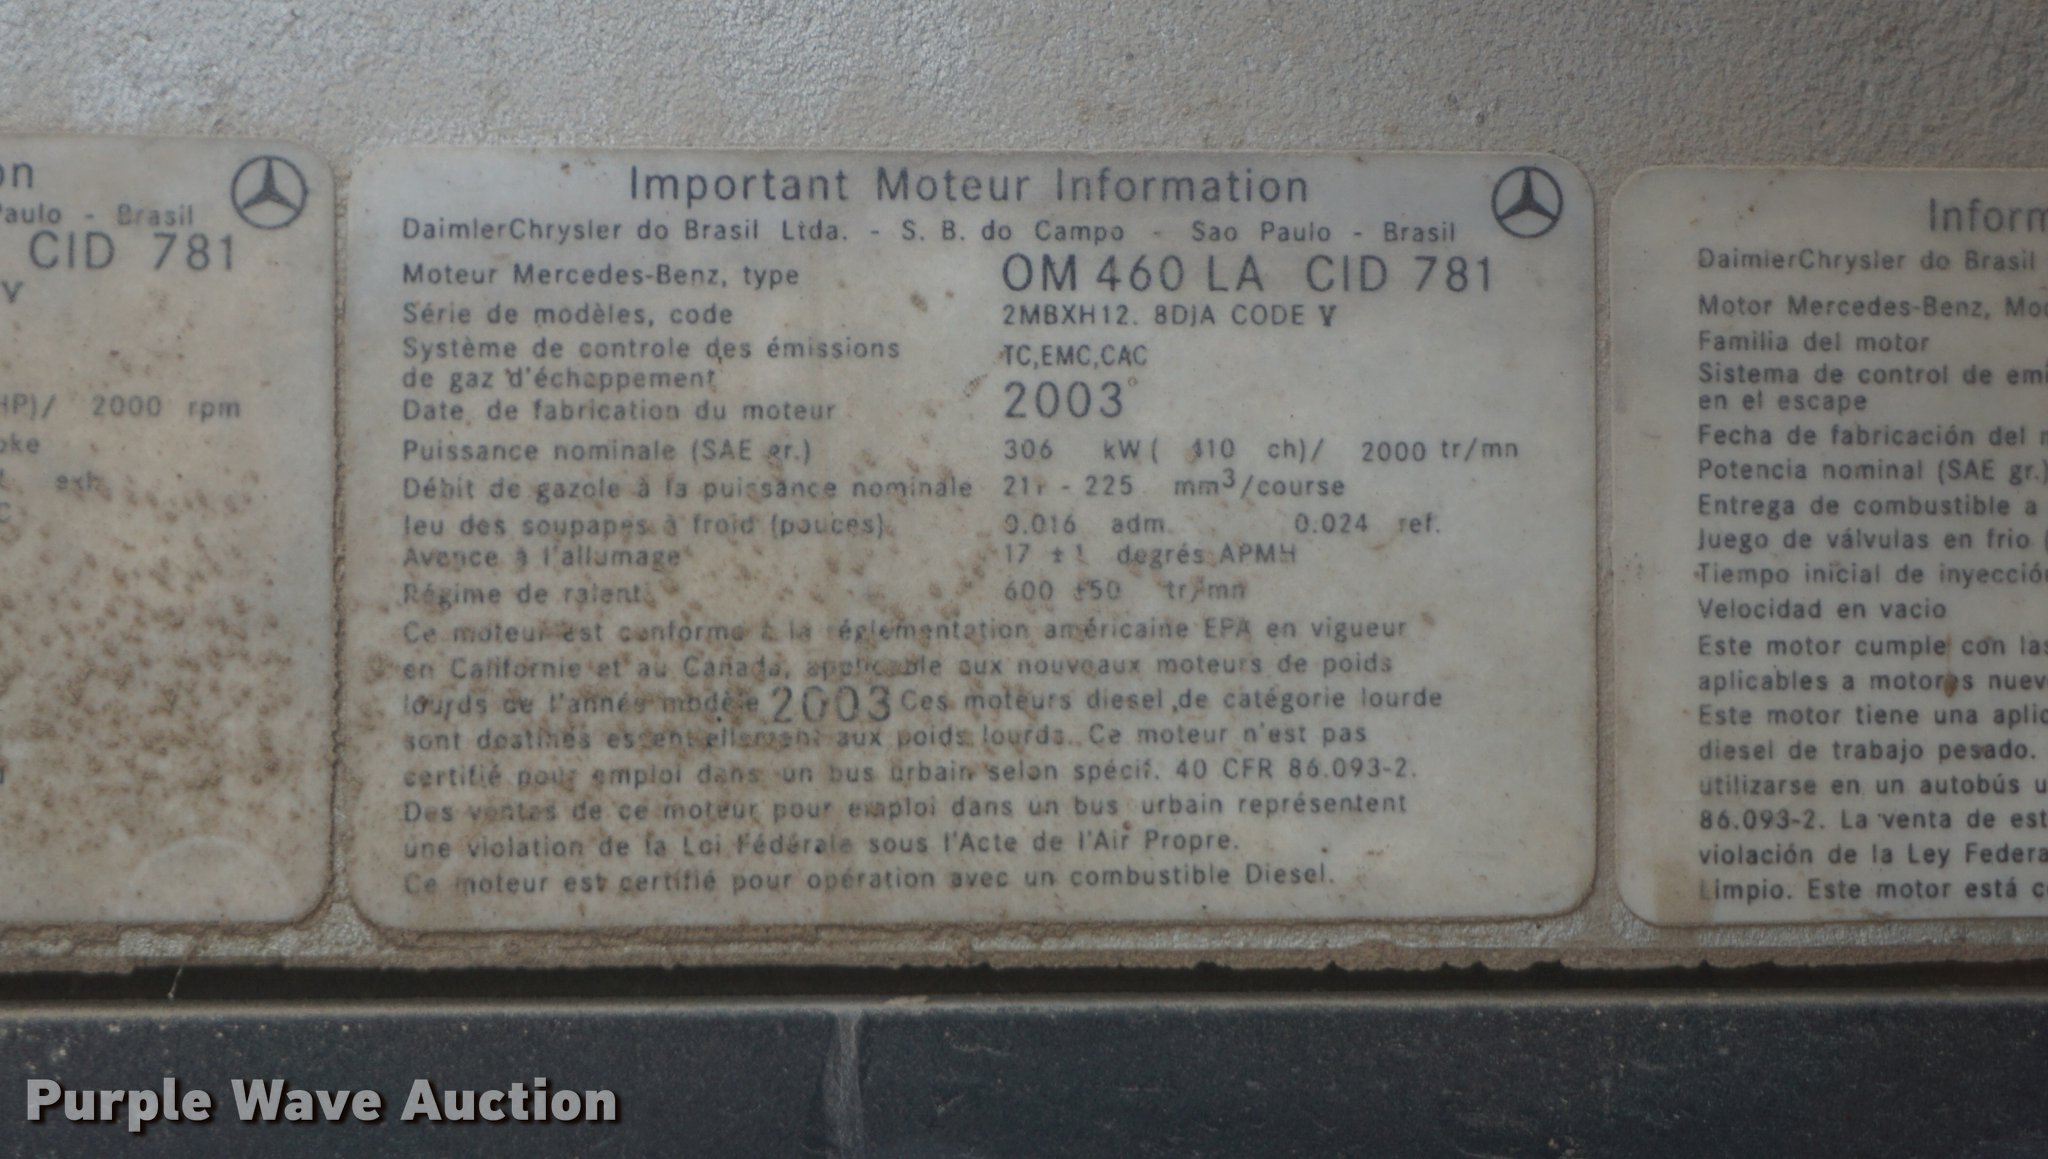 on
Paulo - Brasil
CID 781
V
HP)/ 2000 rpm
oke
exh
C
Important Moteur Information
DaimlerChrysler do Brasil Ltda. - S. B. do Campo - Sao Paulo - Brasil
Moteur Mercedes-Benz, type OM 460 LA CID 781
Série de modèles, code 2MBXH12. 8DJA CODE V
Système de controle des émissions TC,EMC,CAC
de gaz d'échappement
Date de fabrication du moteur 2003
Puissance nominale (SAE gr.) 306 kW ( 410 ch)/ 2000 tr/mn
Débit de gazole à la puissance nominale - 225 mm3/course
Jeu des soupapes à froid (pouces) 0.016 adm. 0.024 ref.
Avance à l'allumage 17 ±1 degrés APMH
Régime de ralenti 600 ±50 tr/mn
Ce moteur est conforme à la réglementation américaine EPA en vigueur
en Californie et au Canada, applicable aux nouveaux moteurs de poids
lourds de l'année modèle 2003 Ces moteurs diesel de catégorie lourde
sont destinés essentiellement aux poids lourds. Ce moteur n'est pas
certifié pour emploi dans un bus urbain selon spécif. 40 CFR 86.093-2.
Des ventes de ce moteur pour emploi dans un bus urbain représentent
une violation de la Loi Fédérale sous l'Acte de l'Air Propre.
Ce moteur est certifié pour opération avec un combustible Diesel.
Inform
DaimlerChrysler do Brasil
Motor Mercedes-Benz, Mod
Familia del motor
Sistema de control de emi
en el escape
Fecha de fabricación del m
Potencia nominal (SAE gr.)
Entrega de combustible a
Juego de válvulas en frio (
Tiempo inicial de inyección
Velocidad en vacio
Este motor cumple con las
aplicables a motores nuev
Este motor tiene una aplic
diesel de trabajo pesado.
utilizarse en un autobús u
86.093-2. La venta de est
violación de la Ley Federa
Limpio. Este motor está c
Purple Wave Auction